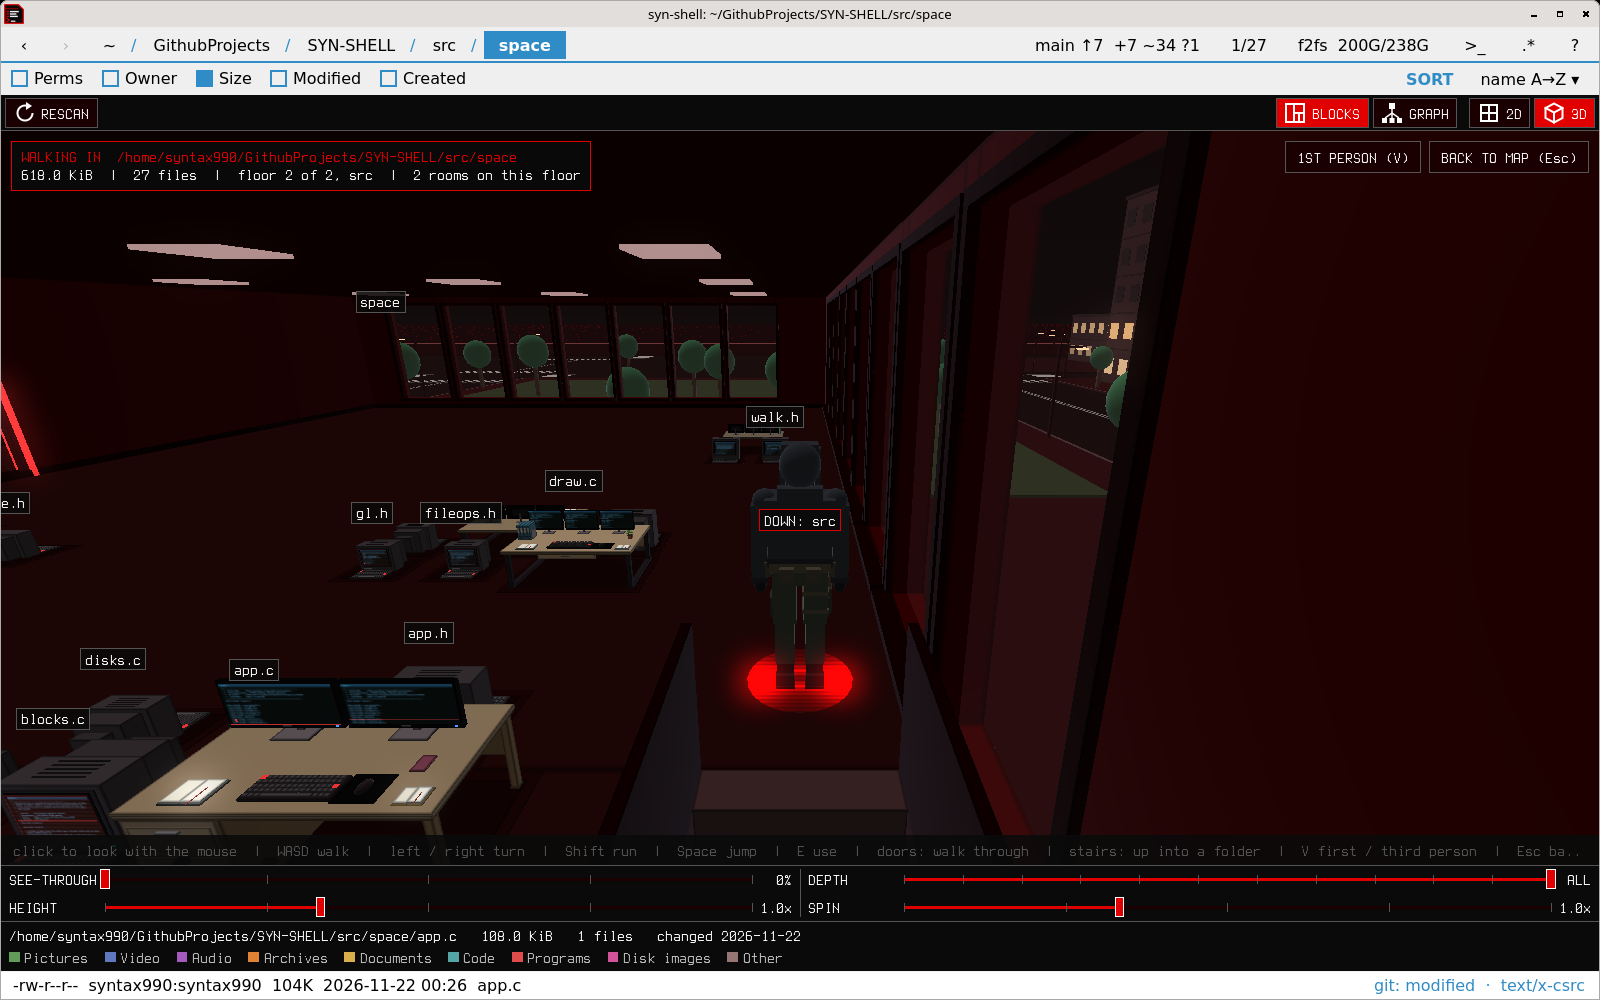 syn-shell: ~/GithubProjects/SYN-SHELL/src/space
‹ › ~ / GithubProjects / SYN-SHELL / src / space main ↑7 +7 ~34 ?1 1/27 f2fs 200G/238G >_ .* ?
Perms Owner Size Modified Created SORT name A→Z ▾
RESCAN BLOCKS GRAPH 2D 3D
WALKING IN /home/syntax990/GithubProjects/SYN-SHELL/src/space
618.0 KiB | 27 files | floor 2 of 2, src | 2 rooms on this floor
1ST PERSON (V) BACK TO MAP (Esc)
space
walk.h
draw.c
e.h
gl.h
fileops.h
DOWN: src
app.h
disks.c
app.c
blocks.c
click to look with the mouse | WASD walk | left / right turn | Shift run | Space jump | E use | doors: walk through | stairs: up into a folder | V first / third person | Esc ba..
SEE-THROUGH 0% DEPTH ALL
HEIGHT 1.0x SPIN 1.0x
/home/syntax990/GithubProjects/SYN-SHELL/src/space/app.c 108.0 KiB 1 files changed 2026-11-22
Pictures Video Audio Archives Documents Code Programs Disk images Other
-rw-r--r-- syntax990:syntax990 104K 2026-11-22 00:26 app.c git: modified · text/x-csrc